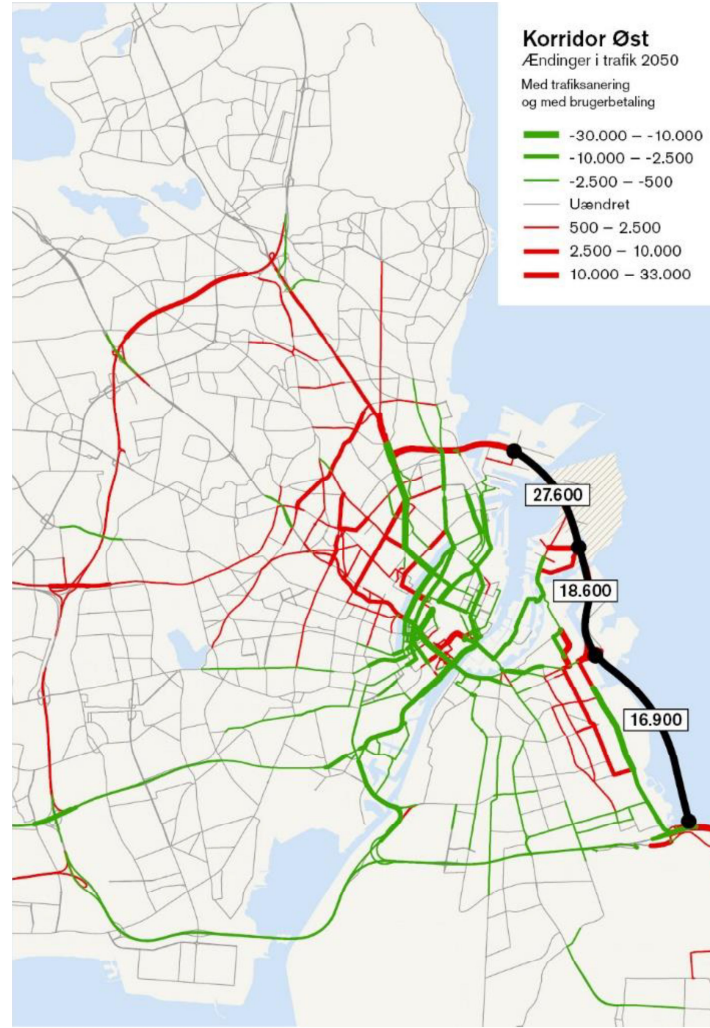 Korridor Øst
Ændinger i trafik 2050
Med trafiksanering
og med brugerbetaling
-30.000 – -10.000
-10.000 – -2.500
-2.500 – -500
Uændret
500 – 2.500
2.500 – 10.000
10.000 – 33.000
27.600
18.600
16.900